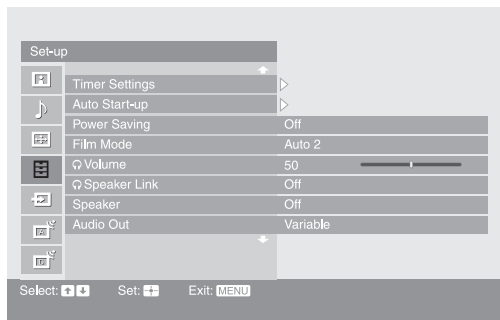 Set-up
Timer Settings
Auto Start-up
Power Saving Off
Film Mode Auto 2
Volume 50
Speaker Link Off
Speaker Off
Audio Out Variable
Select: Set: Exit: MENU